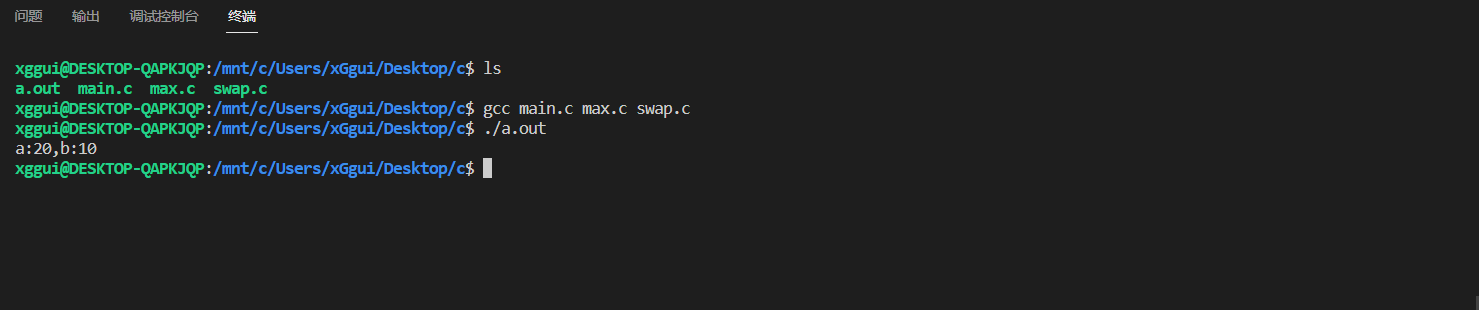 问题 输出 调试控制台 终端
xggui@DESKTOP-QAPKJQP:/mnt/c/Users/xGgui/Desktop/c$ ls
a.out  main.c  max.c  swap.c
xggui@DESKTOP-QAPKJQP:/mnt/c/Users/xGgui/Desktop/c$ gcc main.c max.c swap.c
xggui@DESKTOP-QAPKJQP:/mnt/c/Users/xGgui/Desktop/c$ ./a.out
a:20,b:10
xggui@DESKTOP-QAPKJQP:/mnt/c/Users/xGgui/Desktop/c$